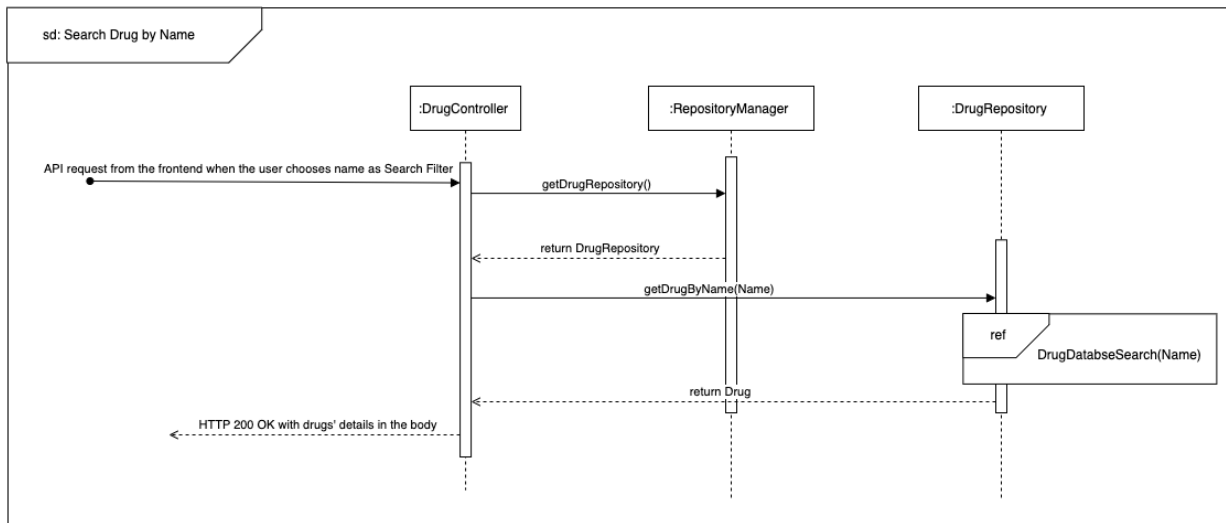 sd: Search Drug by Name
:DrugController
:RepositoryManager
:DrugRepository
API request from the frontend when the user chooses name as Search Filter
getDrugRepository()
return DrugRepository
getDrugByName(Name)
ref
DrugDatabseSearch(Name)
return Drug
HTTP 200 OK with drugs' details in the body